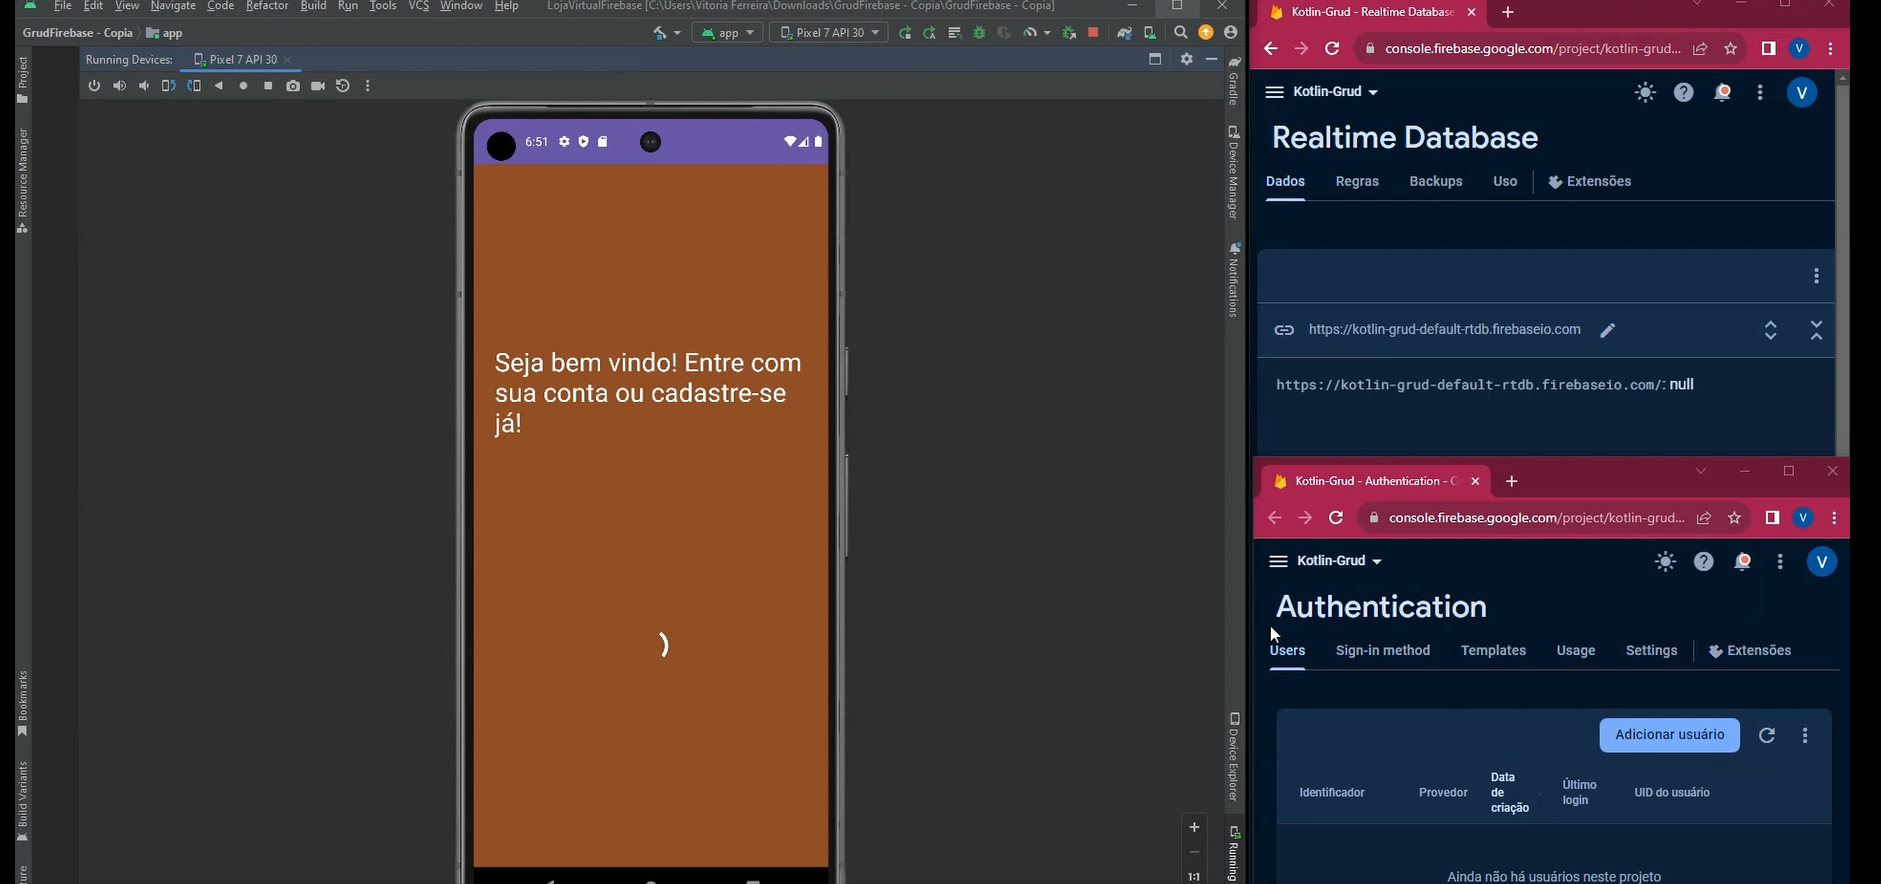 File Edit View Navigate Code Refactor Build Run Tools VCS Window Help LojaVirtualFirebase [C:\Users\Vitoria Ferreira\Downloads\GrudFirebase - Copia\GrudFirebase - Copia]
GrudFirebase - Copia app
app Pixel 7 API 30
Running Devices: Pixel 7 API 30
Project
Resource Manager
Bookmarks
Build Variants
6:51
Seja bem vindo! Entre com
sua conta ou cadastre-se
já!
Gradle
Device Manager
Notifications
Device Explorer
Running
1:1
Kotlin-Grud - Realtime Database
console.firebase.google.com/project/kotlin-grud...
V
Kotlin-Grud
V
Realtime Database
Dados Regras Backups Uso Extensões
https://kotlin-grud-default-rtdb.firebaseio.com
https://kotlin-grud-default-rtdb.firebaseio.com/: null
Kotlin-Grud - Authentication - C
console.firebase.google.com/project/kotlin-grud...
V
Kotlin-Grud
V
Authentication
Users Sign-in method Templates Usage Settings Extensões
Adicionar usuário
Identificador Provedor
Data
de
criação
Último
login
UID do usuário
Ainda não há usuários neste projeto